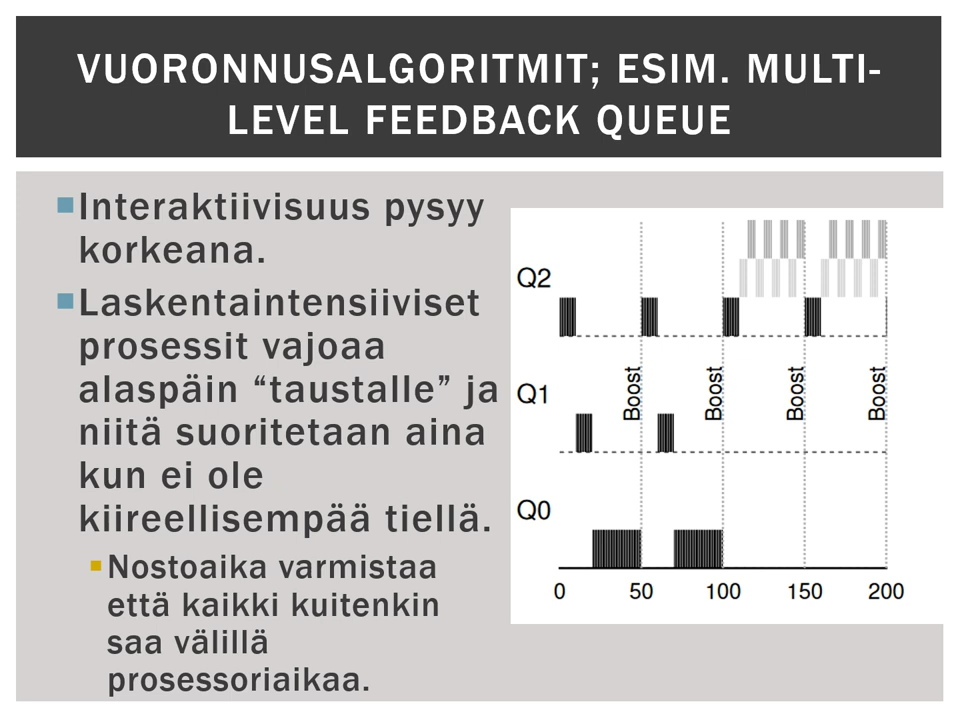 VUORONNUSALGORITMIT; ESIM. MULTI-
LEVEL FEEDBACK QUEUE
Interaktiivisuus pysyy
korkeana.
Laskentaintensiiviset
prosessit vajoaa
alaspäin “taustalle” ja
niitä suoritetaan aina
kun ei ole
kiireellisempää tiellä.
Nostoaika varmistaa
että kaikki kuitenkin
saa välillä
prosessoriaikaa.
Q2
Q1
Boost
Boost
Boost
Boost
Q0
0 50 100 150 200